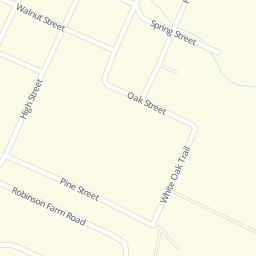 Walnut Street
Spring Street
High Street
Oak Street
White Oak Trail
Pine Street
Robinson Farm Road